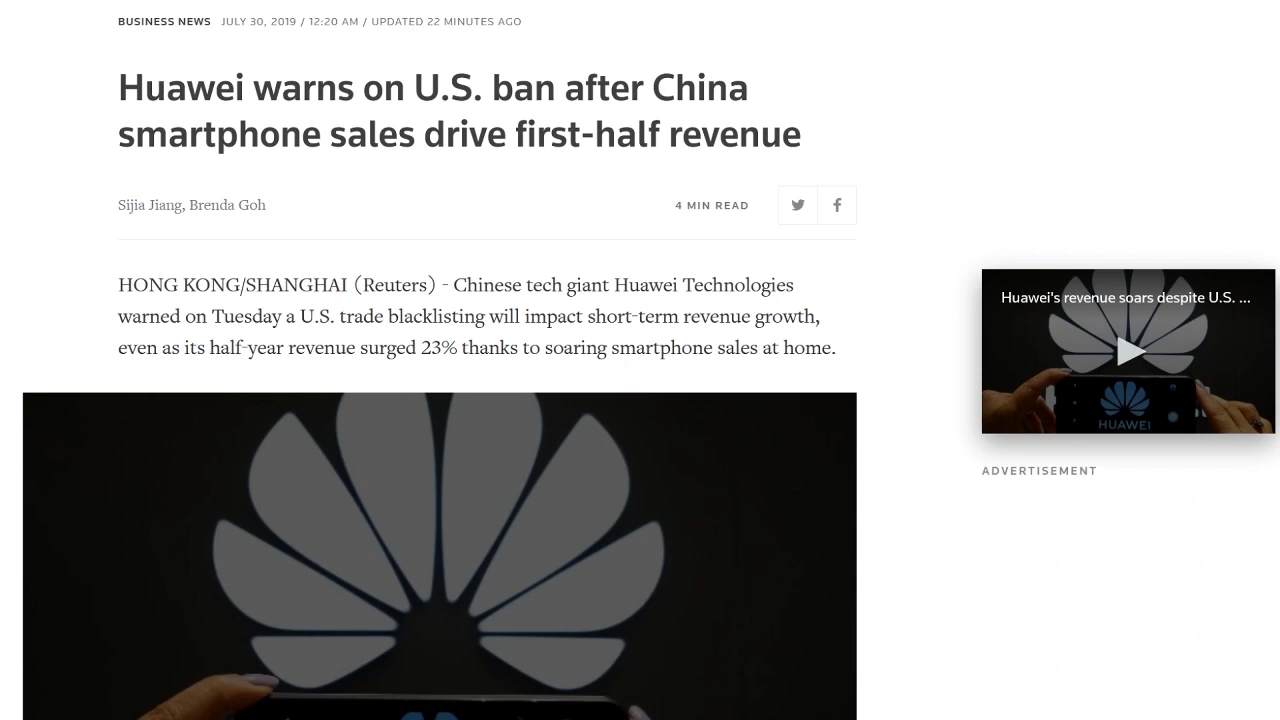 BUSINESS NEWS JULY 30, 2019 / 12:20 AM / UPDATED 22 MINUTES AGO
Huawei warns on U.S. ban after China
smartphone sales drive first-half revenue
Sijia Jiang, Brenda Goh
4 MIN READ
HONG KONG/SHANGHAI (Reuters) - Chinese tech giant Huawei Technologies
warned on Tuesday a U.S. trade blacklisting will impact short-term revenue growth,
even as its half-year revenue surged 23% thanks to soaring smartphone sales at home.
Huawei's revenue soars despite U.S. ...
HUAWEI
ADVERTISEMENT